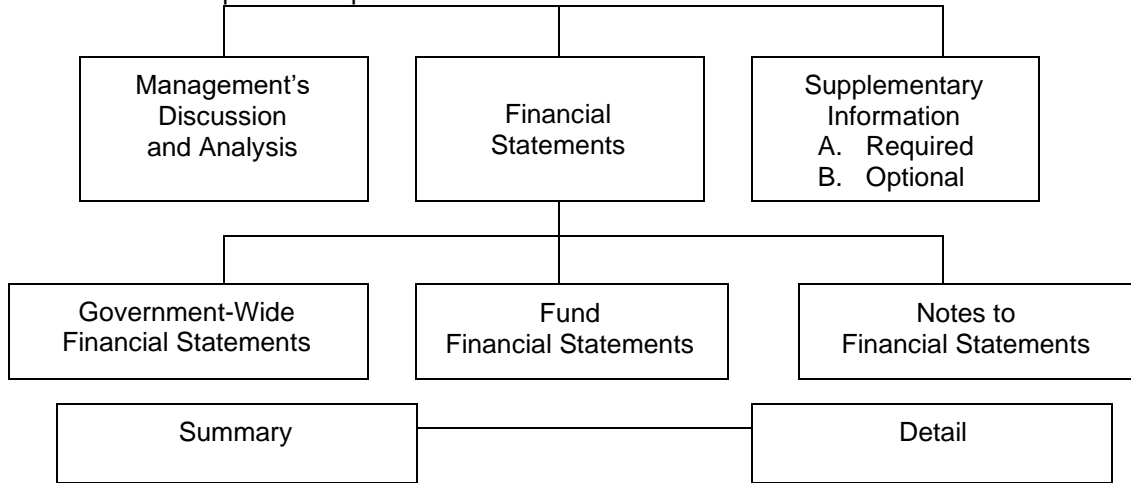 Management's
Discussion
and Analysis
Financial
Statements
Supplementary
Information
A. Required
B. Optional
Government-Wide
Financial Statements
Fund
Financial Statements
Notes to
Financial Statements
Summary
Detail